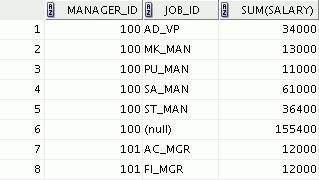 MANAGER_ID JOB_ID SUM(SALARY)
1 100 AD_VP 34000
2 100 MK_MAN 13000
3 100 PU_MAN 11000
4 100 SA_MAN 61000
5 100 ST_MAN 36400
6 100 (null) 155400
7 101 AC_MGR 12000
8 101 FI_MGR 12000